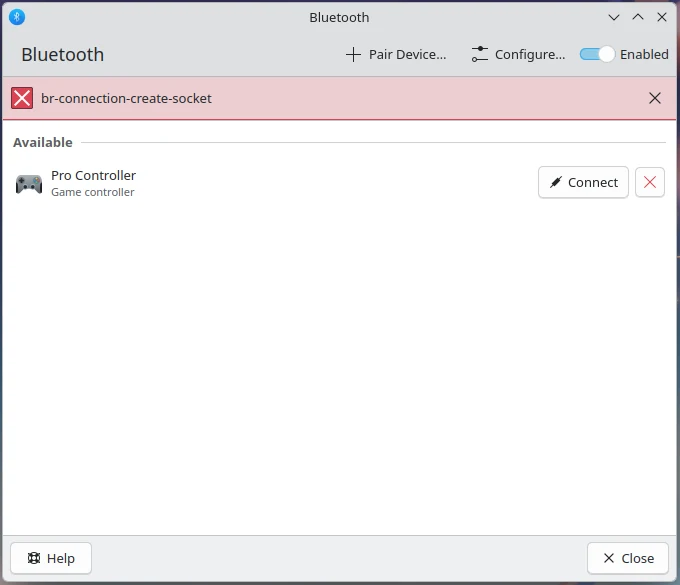 Bluetooth
Bluetooth
Pair Device...
Configure...
Enabled
br-connection-create-socket
Available
Pro Controller
Game controller
Connect
Help
Close